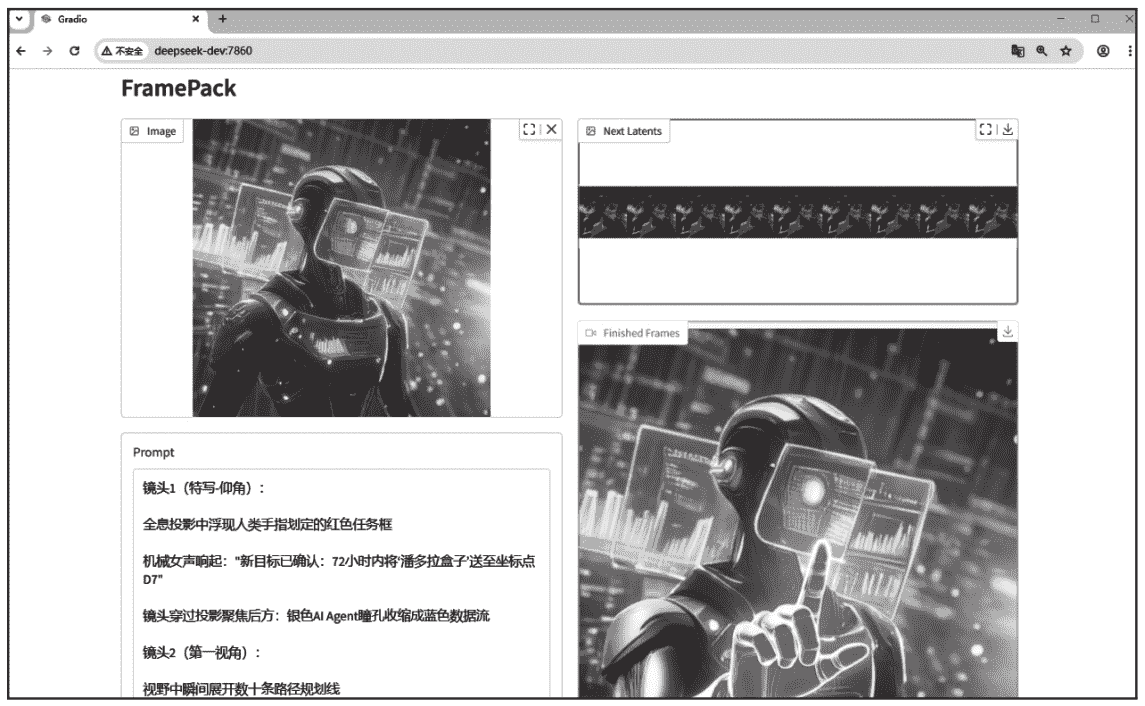 Gradio
不安全 deepseek-dev:7860
FramePack
Image
Next Latents
Finished Frames
Prompt
镜头1（特写-仰角）：
全息投影中浮现人类手指划定的红色任务框
机械女声响起："新目标已确认：72小时内将‘潘多拉盒子’送至坐标点
D7"
镜头穿过投影聚焦后方：银色AI Agent瞳孔收缩成蓝色数据流
镜头2（第一视角）：
视野中瞬间展开数十条路径规划线